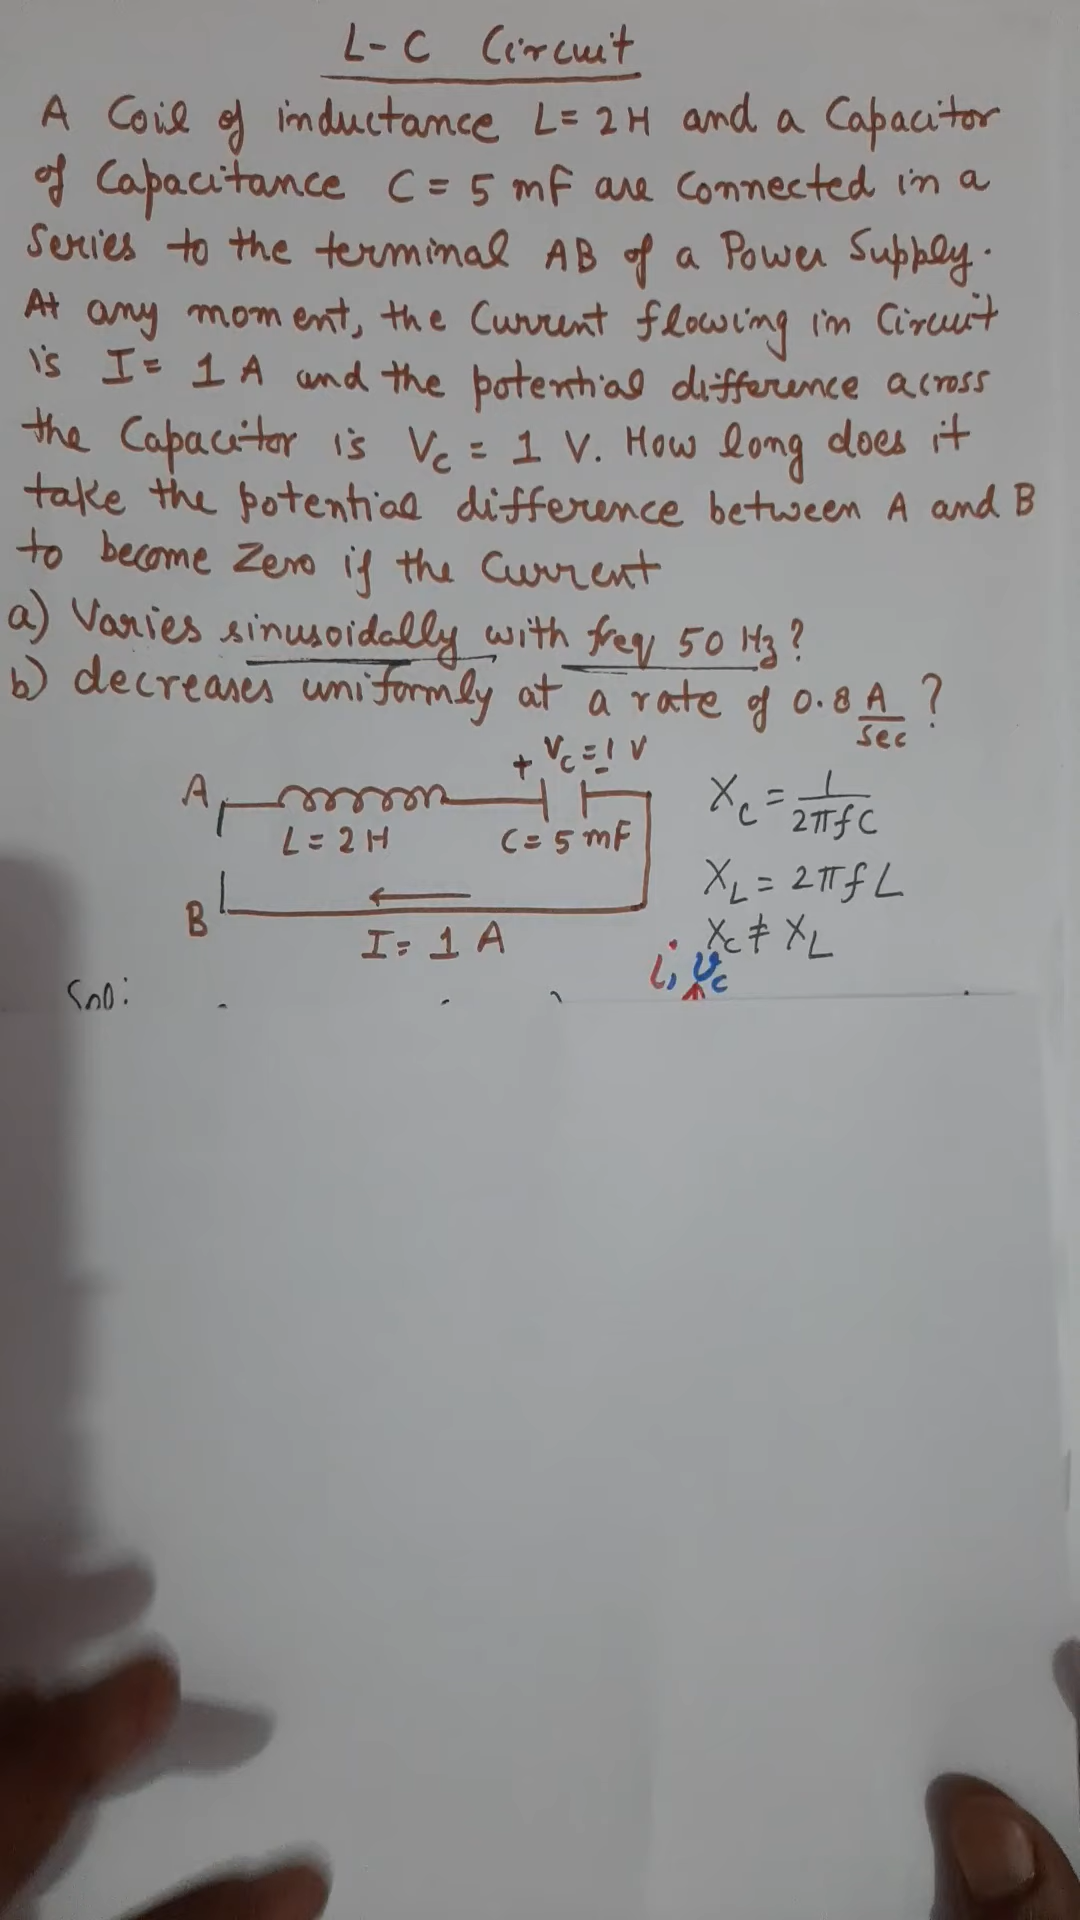 L-C Circuit
A Coil of inductance L= 2H and a Capacitor
of Capacitance C = 5 mF are Connected in a
Series to the terminal AB of a Power Supply.
At any moment, the Current flowing in Circuit
is I= 1 A and the potential difference across
the Capacitor is Vc = 1 V. How long does it
take the potential difference between A and B
to become Zero if the Current
a) Varies sinusoidally with freq 50 Hz?
b) decreases uniformly at a rate of 0.8 A/sec ?
+ Vc = 1 V -
A
L= 2H
C= 5 mF
B
I= 1 A
Xc = 1/2πfC
XL = 2πfL
Xc ≠ XL
i, vc